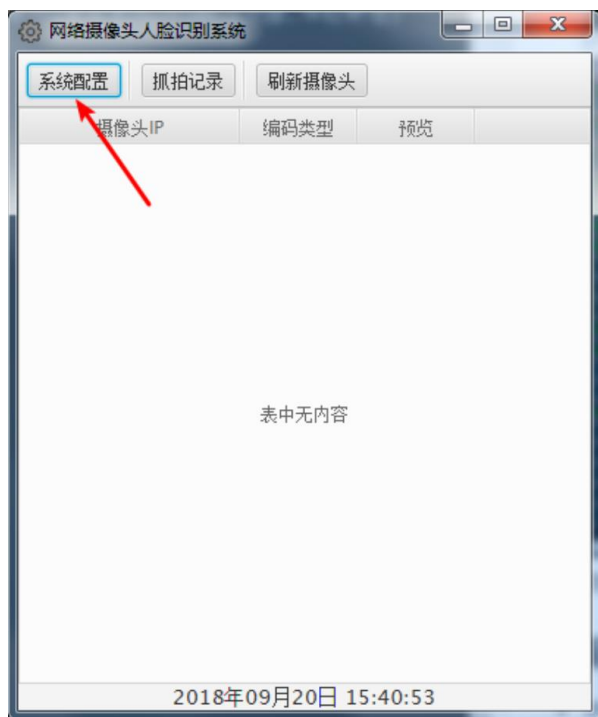 网络摄像头人脸识别系统
系统配置 抓拍记录 刷新摄像头
摄像头IP 编码类型 预览
表中无内容
2018年09月20日 15:40:53